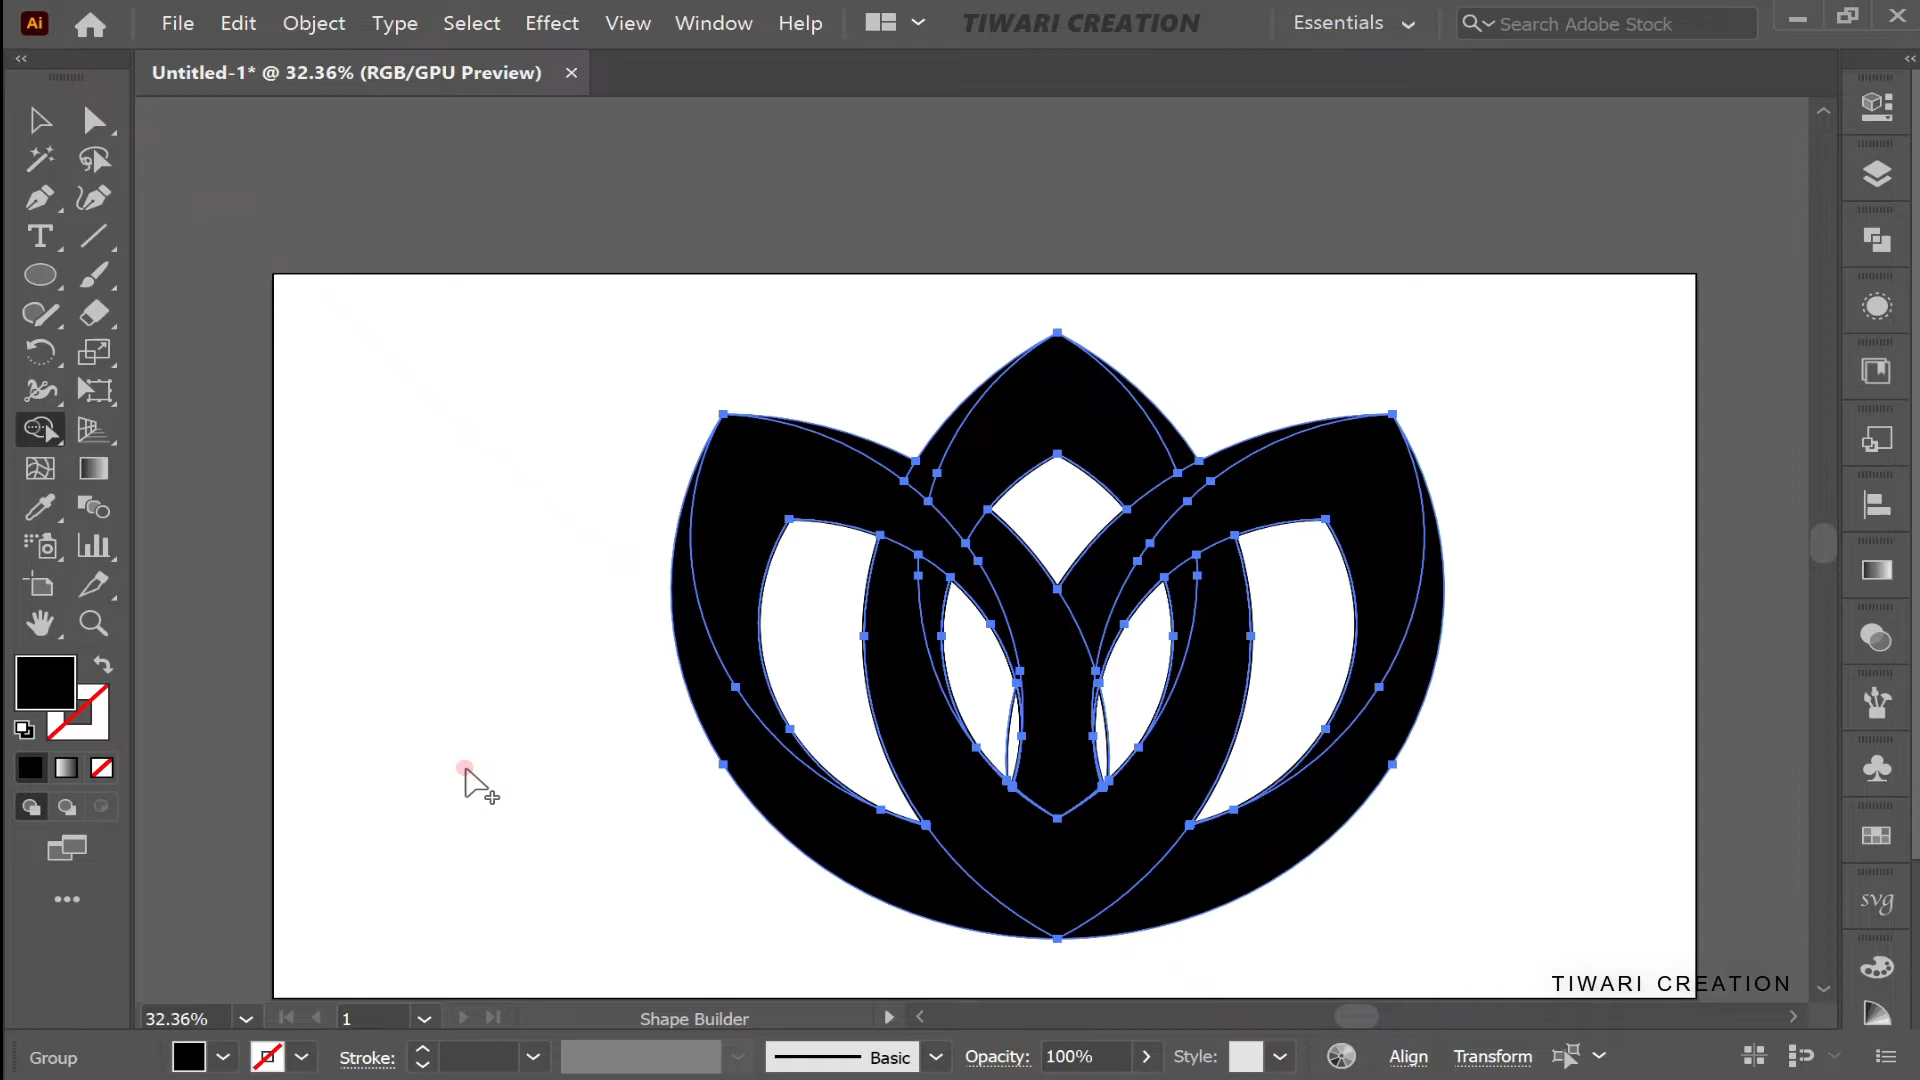 Ai File Edit Object Type Select Effect View Window Help TIWARI CREATION Essentials Search Adobe Stock
Untitled-1* @ 32.36% (RGB/GPU Preview)
svg
TIWARI CREATION
32.36% 1 Shape Builder
Group Stroke: Basic Opacity: 100% Style: Align Transform